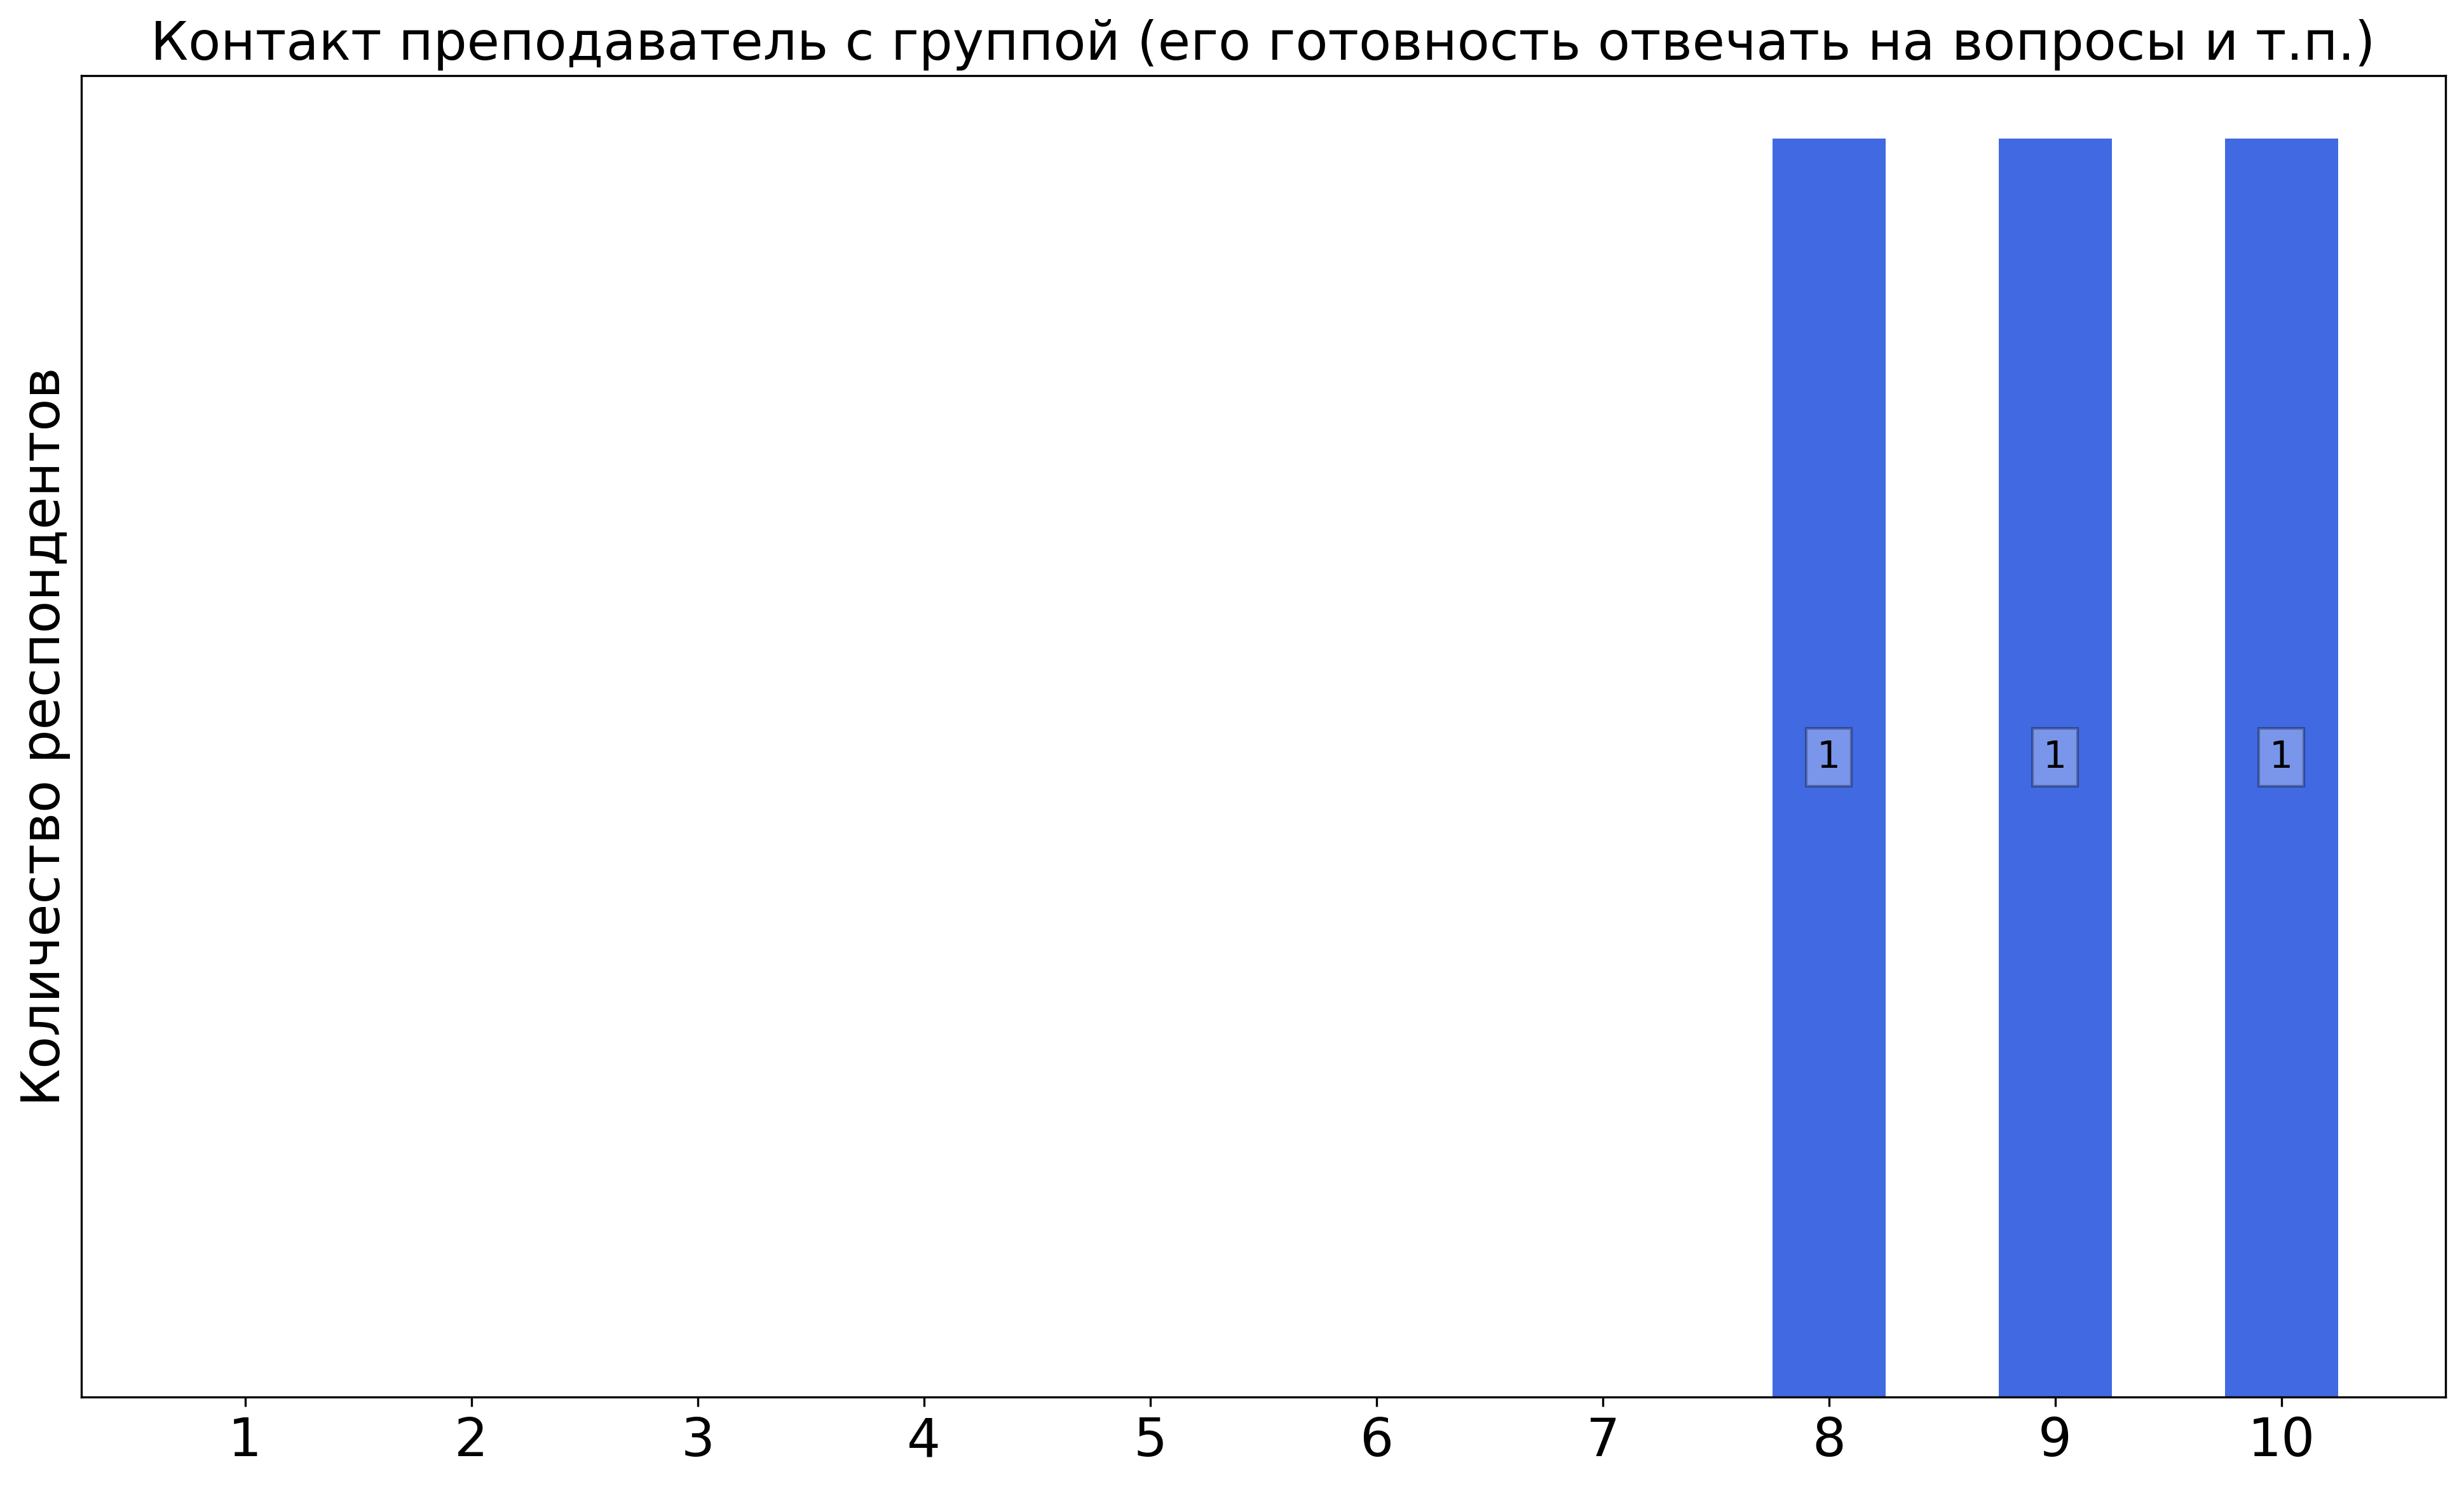 Контакт преподаватель с группой (его готовность отвечать на вопросы и т.п.)
Количество респондентов
1 1 1
1 2 3 4 5 6 7 8 9 10